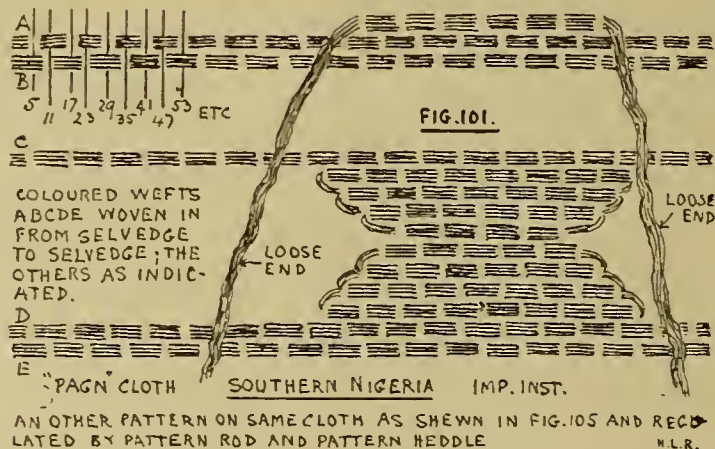 A
B
5 11 17 23 29 35 41 47 53 ETC
FIG.101.
C
COLOURED WEFTS
ABCDE WOVEN IN
FROM SELVEDGE
TO SELVEDGE; THE
OTHERS AS INDIC-
ATED.
LOOSE
END
LOOSE
END
D
E
"PAGN" CLOTH SOUTHERN NIGERIA IMP. INST.
AN OTHER PATTERN ON SAME CLOTH AS SHEWN IN FIG.105 AND REGU-
LATED BY PATTERN ROD AND PATTERN HEDDLE
H.L.R.